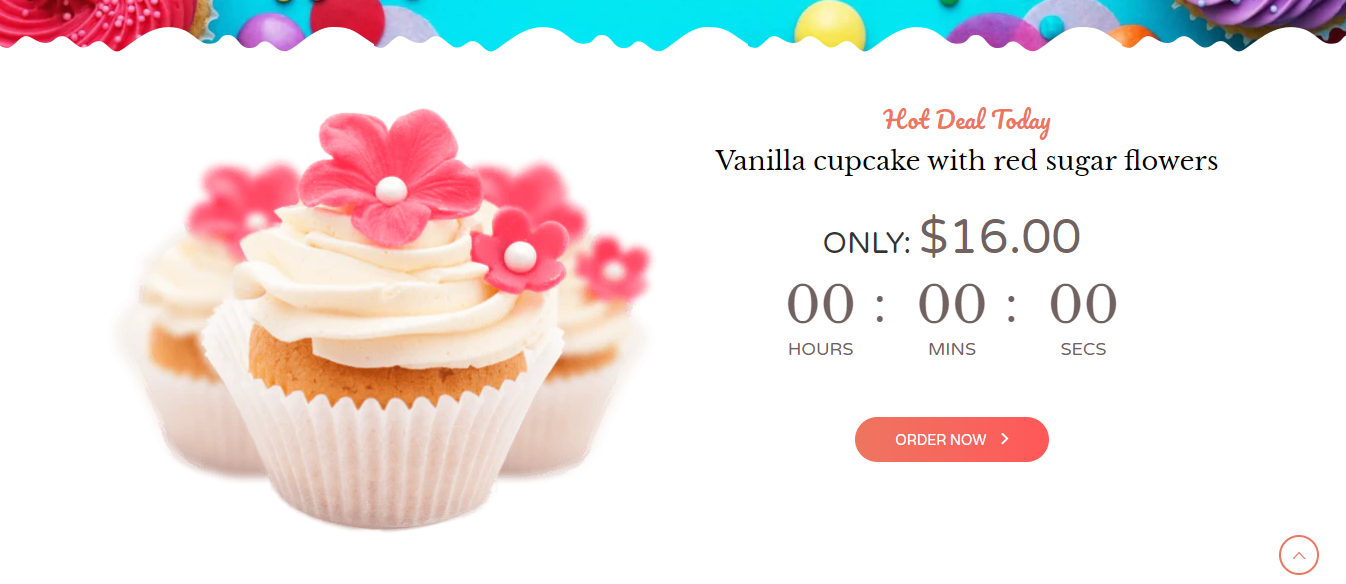 Hot Deal Today
Vanilla cupcake with red sugar flowers
ONLY: $16.00
00 : 00 : 00
HOURS MINS SECS
ORDER NOW